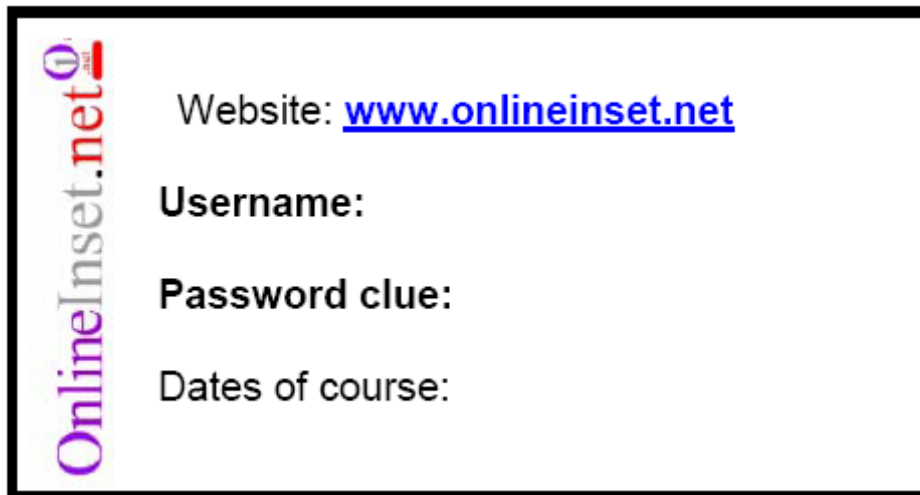 OnlineInset.net
Website: www.onlineinset.net
Username:
Password clue:
Dates of course: